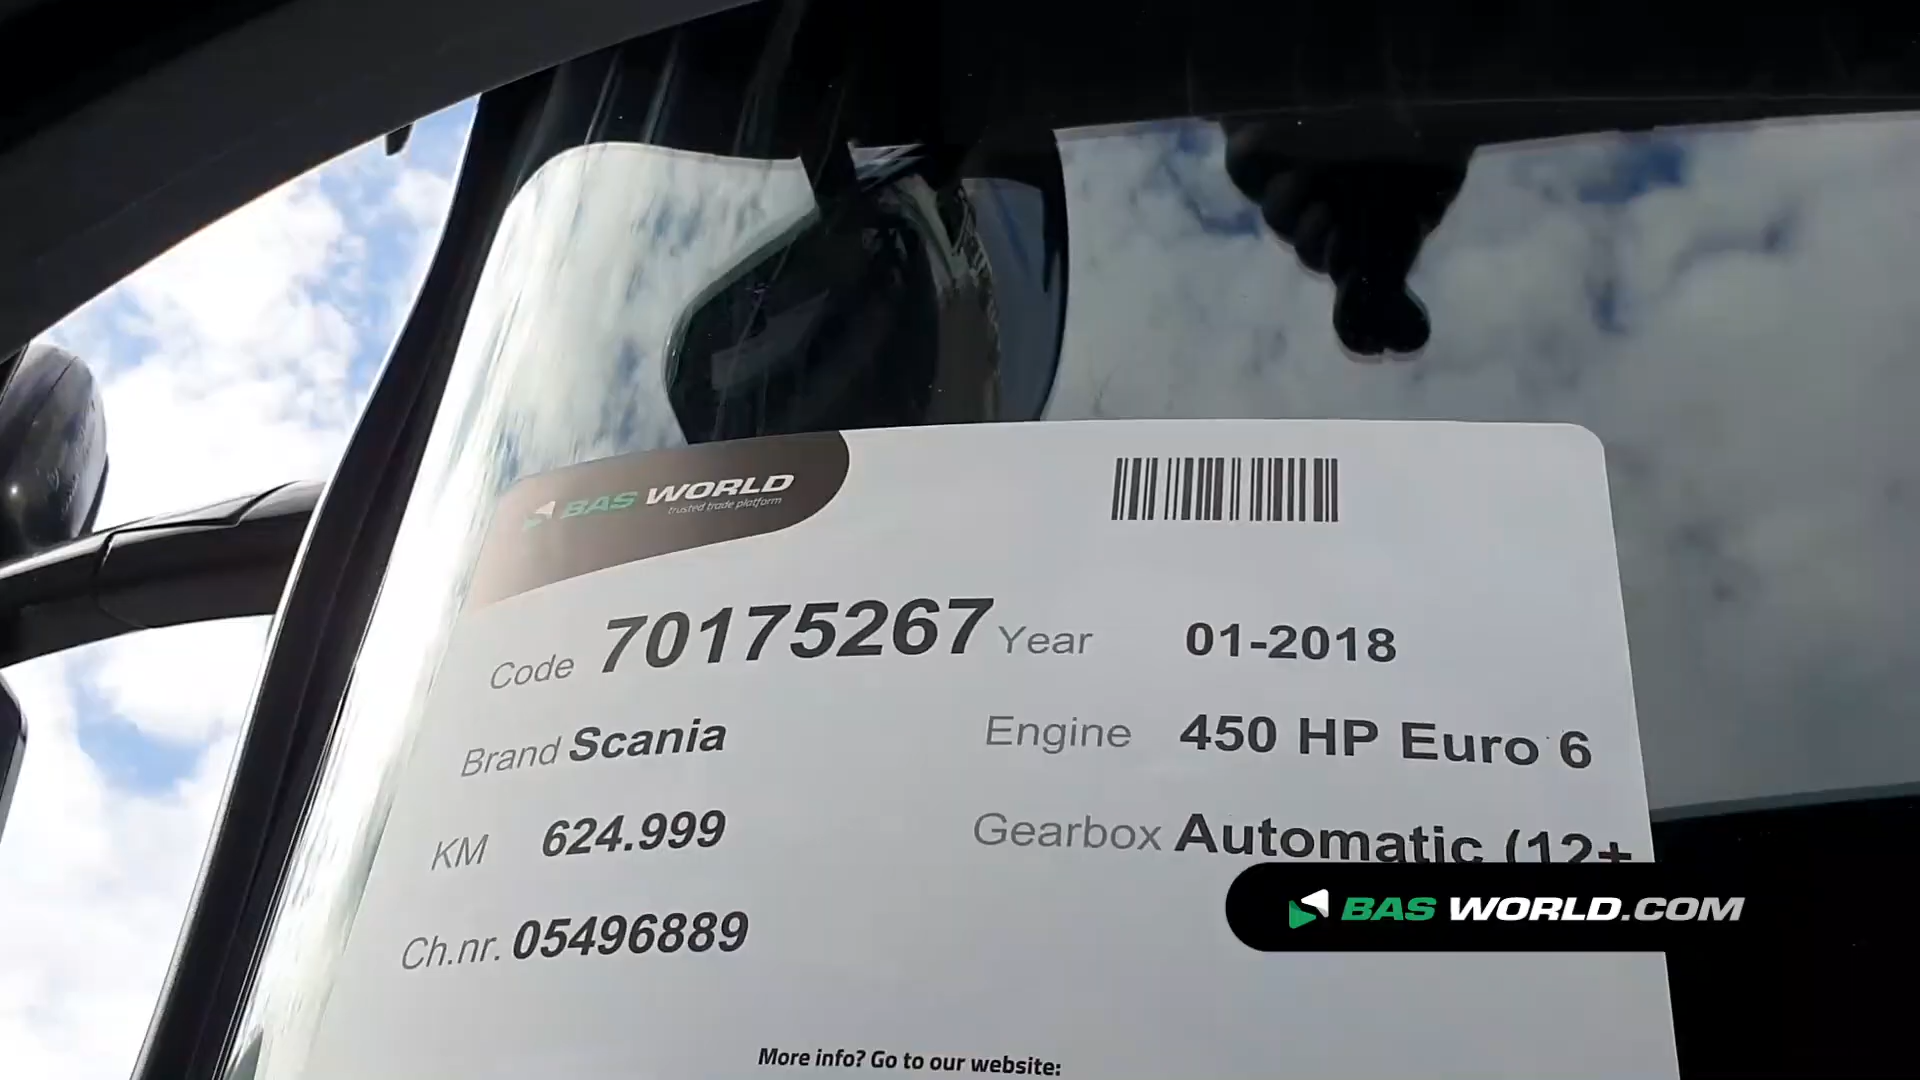 BAS WORLD
trusted trade platform
Code 70175267 Year 01-2018
Brand Scania Engine 450 HP Euro 6
KM 624.999 Gearbox Automatic (12+
Ch.nr. 05496889
BAS WORLD.COM
More info? Go to our website: